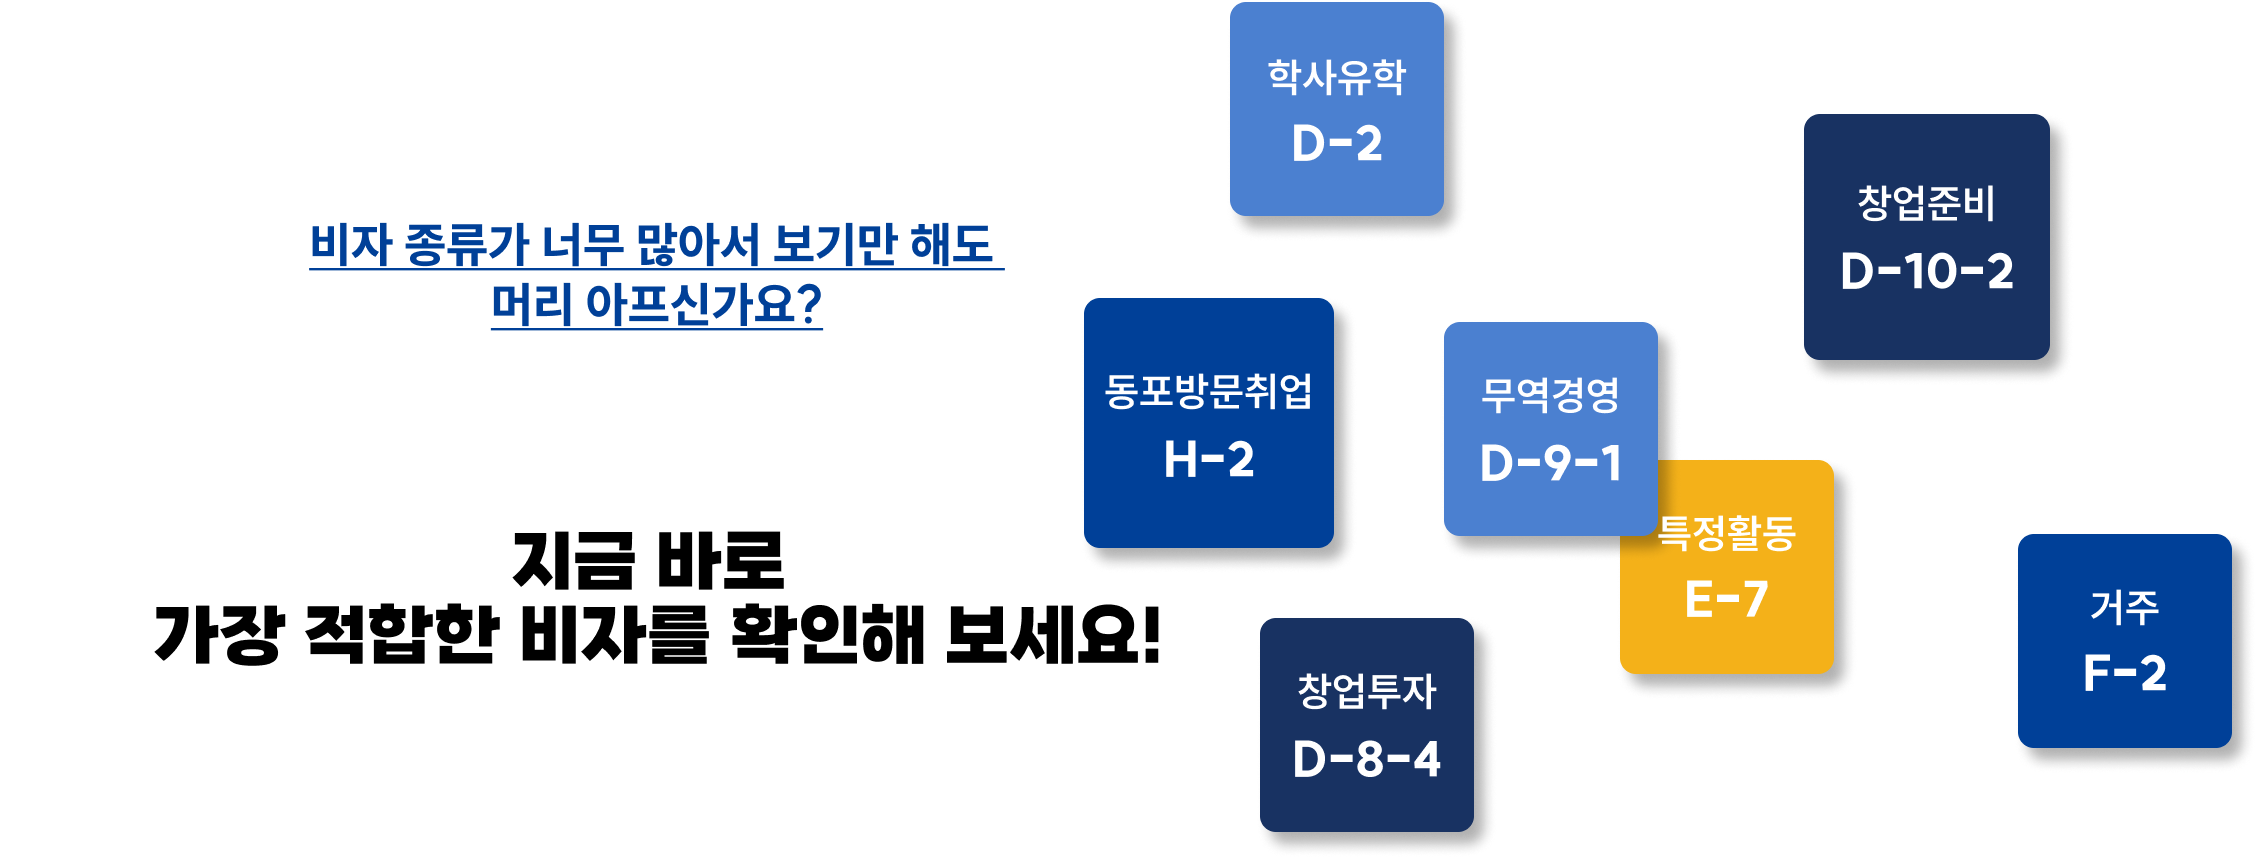 비자 종류가 너무 많아서 보기만 해도
머리 아프신가요?
지금 바로
가장 적합한 비자를 확인해 보세요!
학사유학
D-2
창업준비
D-10-2
동포방문취업
H-2
무역경영
D-9-1
특정활동
E-7
거주
F-2
창업투자
D-8-4